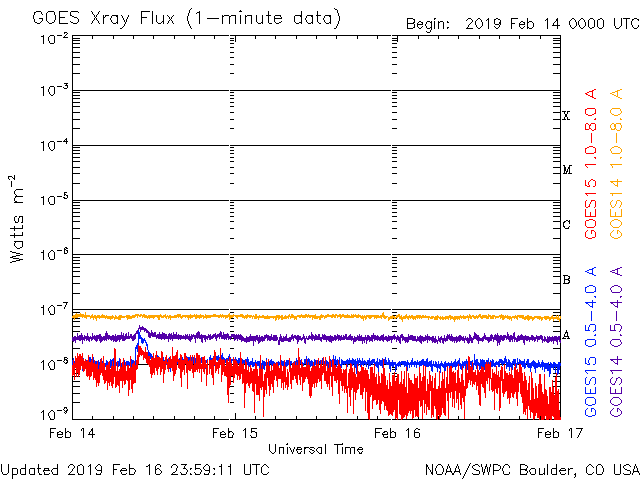 GOES Xray Flux (1-minute data)
Begin: 2019 Feb 14 0000 UTC
10⁻²
10⁻³
10⁻⁴
10⁻⁵
10⁻⁶
10⁻⁷
10⁻⁸
10⁻⁹
Watts m⁻²
X
M
C
B
A
GOES15 1.0-8.0 A
GOES14 1.0-8.0 A
GOES15 0.5-4.0 A
GOES14 0.5-4.0 A
Feb 14 Feb 15 Feb 16 Feb 17
Universal Time
Updated 2019 Feb 16 23:59:11 UTC
NOAA/SWPC Boulder, CO USA